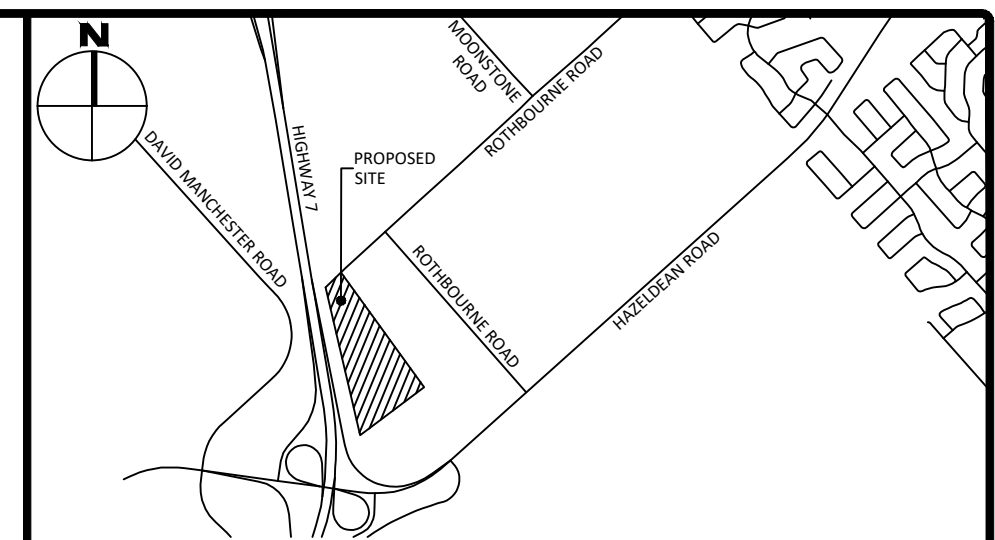 N
MOONSTONE
ROAD
ROTHBOURNE ROAD
DAVID MANCHESTER ROAD
HIGHWAY 7
PROPOSED
SITE
ROTHBOURNE ROAD
HAZELDEAN ROAD